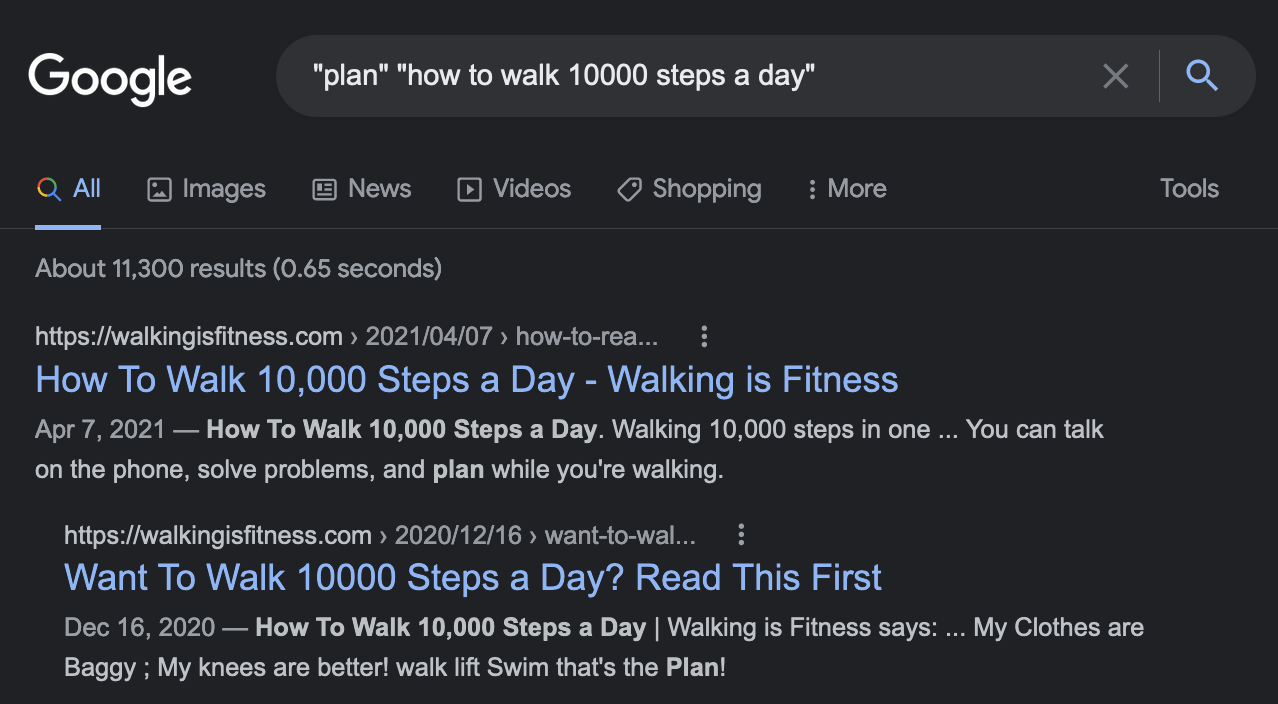 Google
"plan" "how to walk 10000 steps a day"
All Images News Videos Shopping More Tools
About 11,300 results (0.65 seconds)
https://walkingisfitness.com › 2021/04/07 › how-to-rea...
How To Walk 10,000 Steps a Day - Walking is Fitness
Apr 7, 2021 — How To Walk 10,000 Steps a Day. Walking 10,000 steps in one ... You can talk
on the phone, solve problems, and plan while you're walking.
https://walkingisfitness.com › 2020/12/16 › want-to-wal...
Want To Walk 10000 Steps a Day? Read This First
Dec 16, 2020 — How To Walk 10,000 Steps a Day | Walking is Fitness says: ... My Clothes are
Baggy ; My knees are better! walk lift Swim that's the Plan!